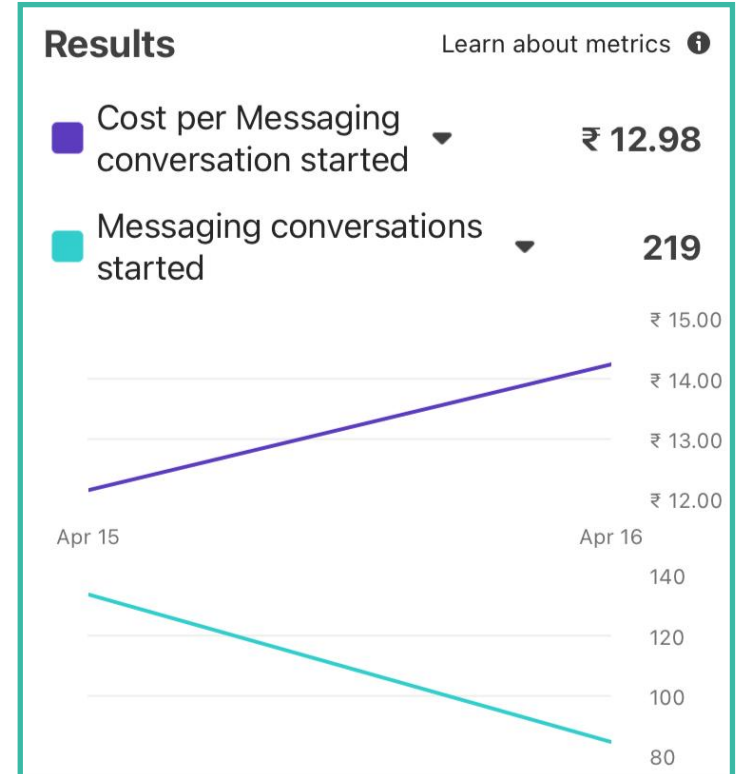 Results
Learn about metrics
Cost per Messaging
conversation started
₹ 12.98
Messaging conversations
started
219
₹ 15.00
₹ 14.00
₹ 13.00
₹ 12.00
Apr 15
Apr 16
140
120
100
80